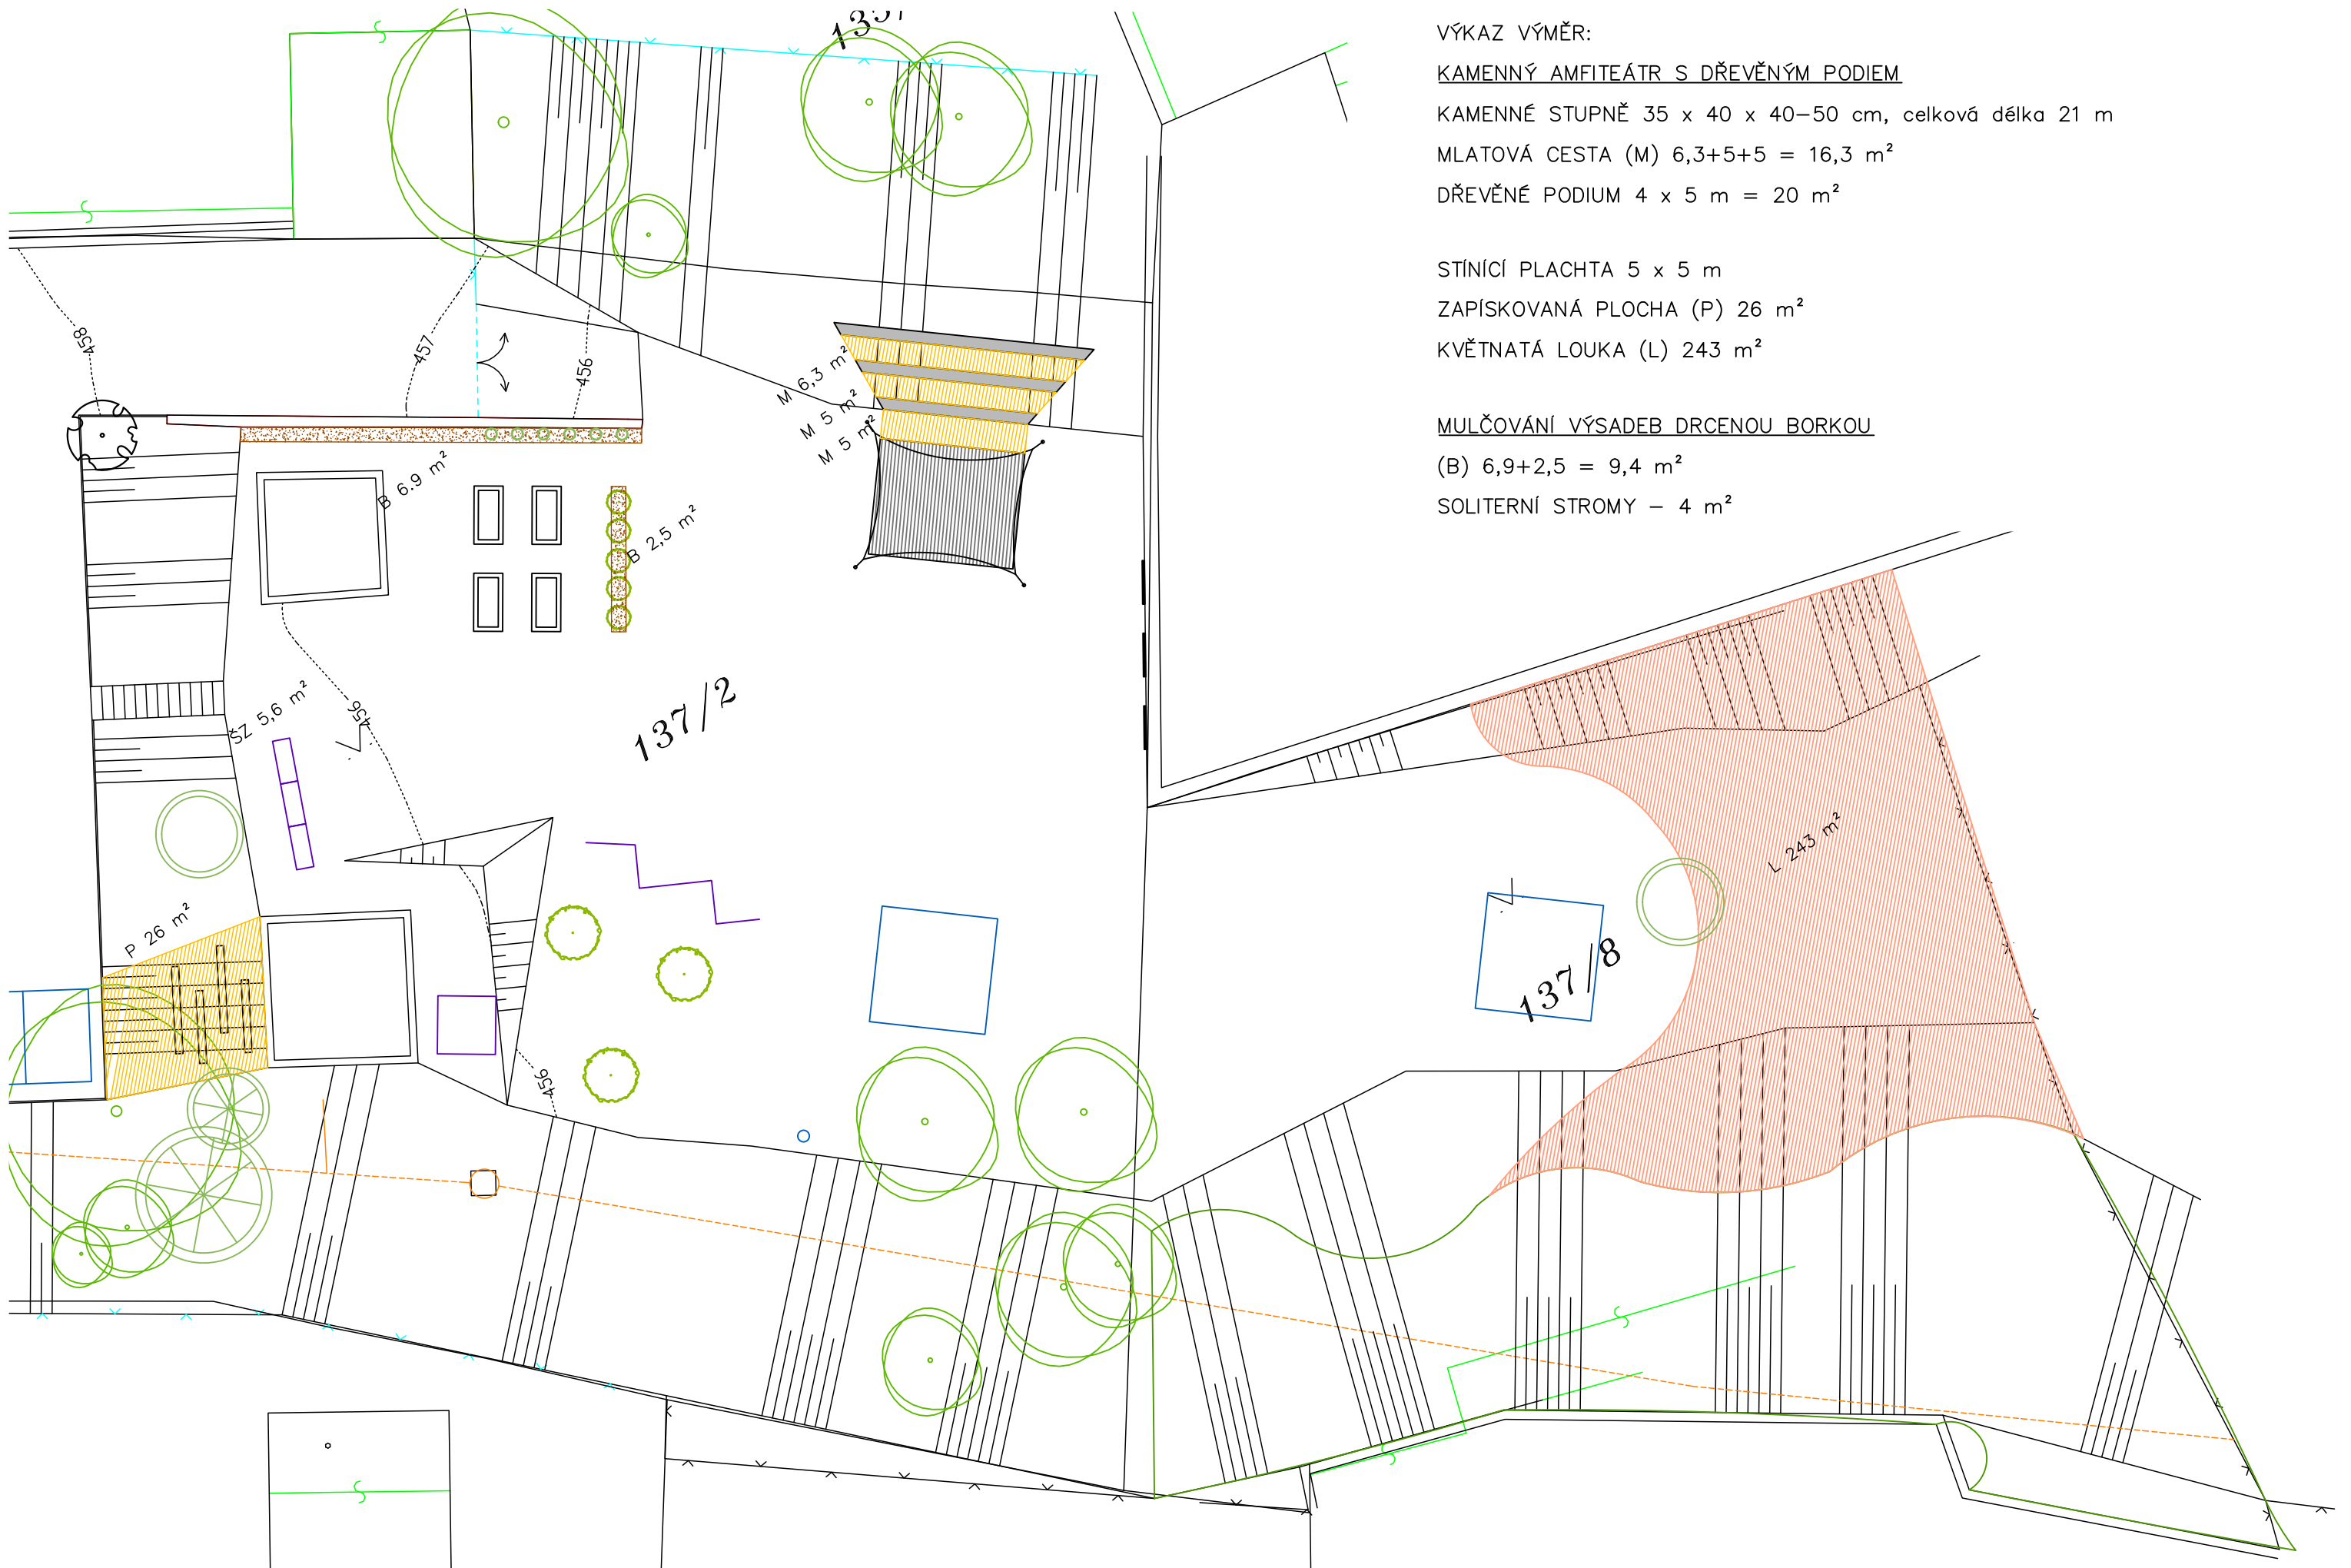 VÝKAZ VÝMĚR:
KAMENNÝ AMFITEÁTR S DŘEVĚNÝM PODIEM
KAMENNÉ STUPNĚ 35 x 40 x 40–50 cm, celková délka 21 m
MLATOVÁ CESTA (M) 6,3+5+5 = 16,3 m²
DŘEVĚNÉ PODIUM 4 x 5 m = 20 m²
STÍNÍCÍ PLACHTA 5 x 5 m
ZAPÍSKOVANÁ PLOCHA (P) 26 m²
KVĚTNATÁ LOUKA (L) 243 m²
MULČOVÁNÍ VÝSADEB DRCENOU BORKOU
(B) 6,9+2,5 = 9,4 m²
SOLITERNÍ STROMY – 4 m²
458
457
456
M 6,3 m²
M 5 m²
M 5 m²
B 6.9 m²
B 2,5 m²
ŠZ 5,6 m²
456
137/2
L 243 m²
P 26 m²
137/8
456